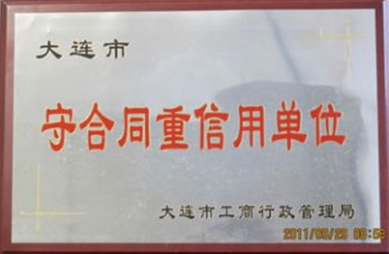 大连市
守合同重信用单位
大连市工商行政管理局